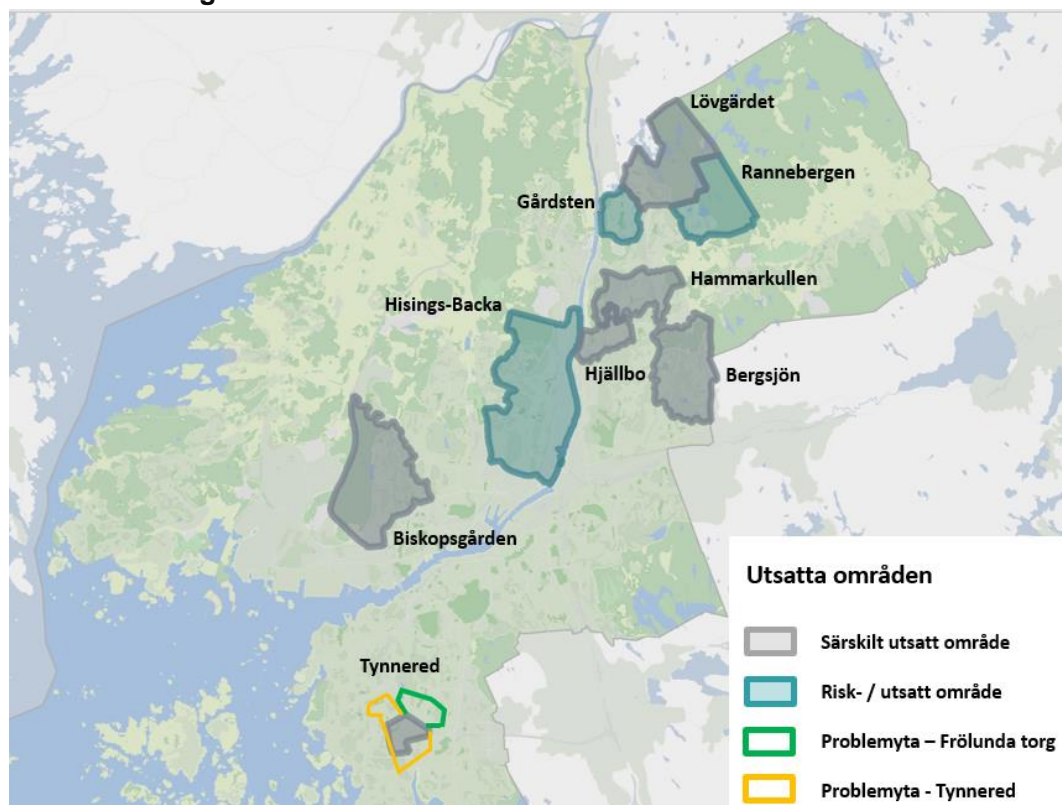 Lövgärdet
Rannebergen
Gårdsten
Hammarkullen
Hisings-Backa
Hjällbo
Bergsjön
Biskopsgården
Tynnered
Utsatta områden
Särskilt utsatt område
Risk- / utsatt område
Problemyta – Frölunda torg
Problemyta - Tynnered